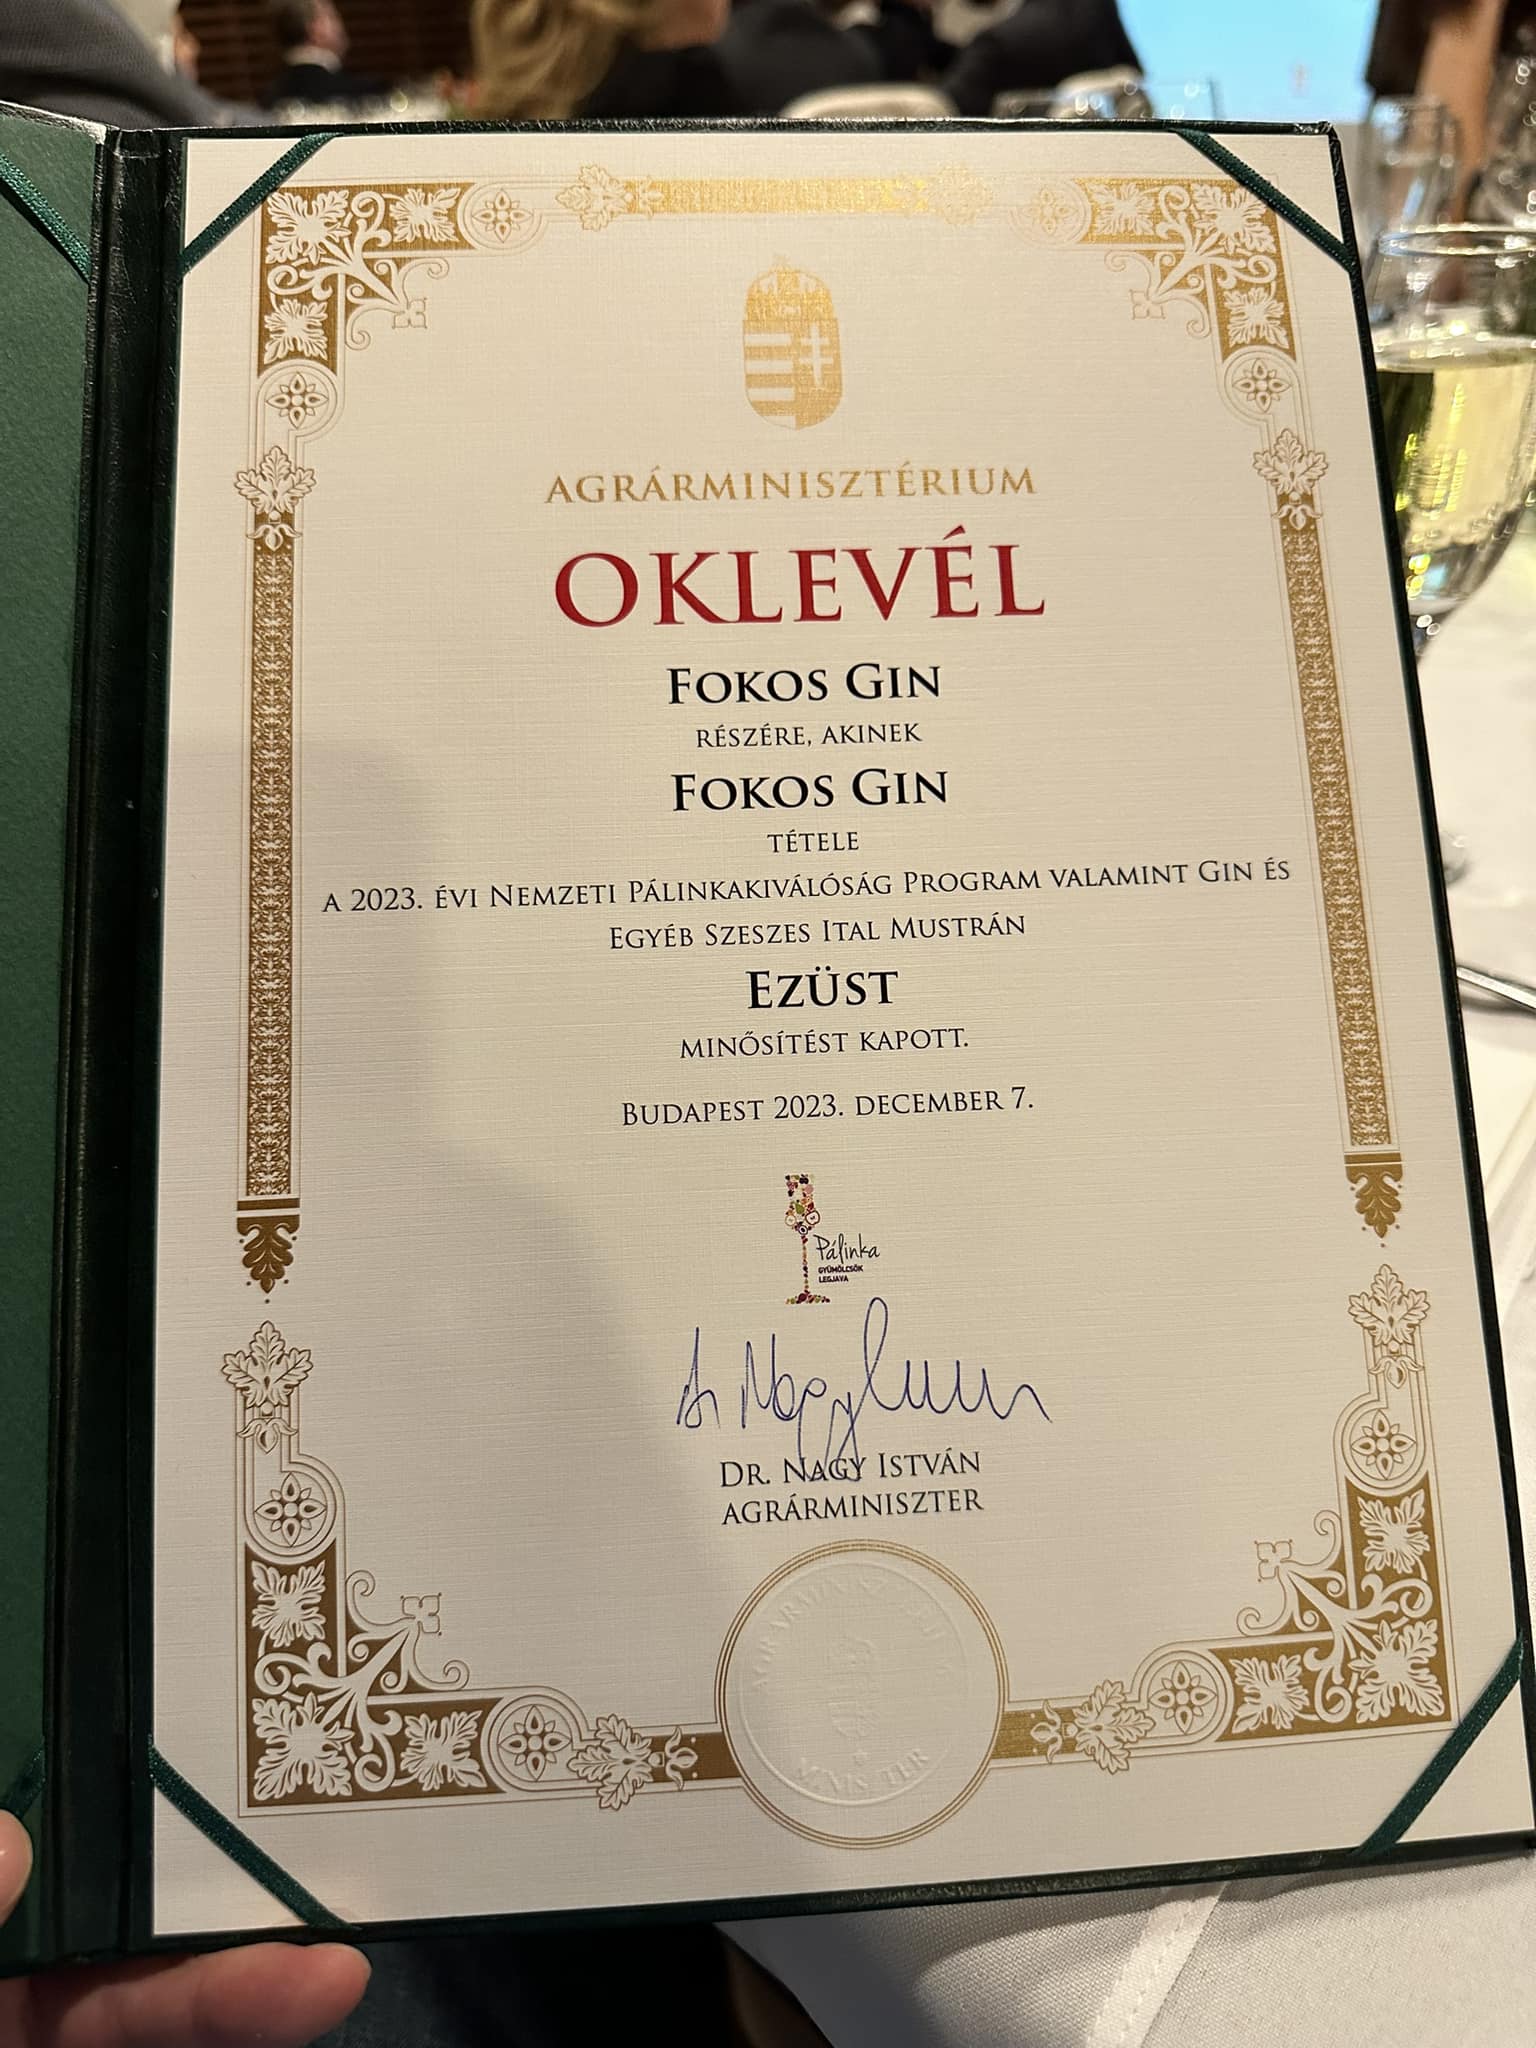 AGRÁRMINISZTÉRIUM
OKLEVÉL
FOKOS GIN
RÉSZÉRE, AKINEK
FOKOS GIN
TÉTELE
A 2023. ÉVI NEMZETI PÁLINKAKIVÁLÓSÁG PROGRAM VALAMINT GIN ÉS
EGYÉB SZESZES ITAL MUSTRÁN
EZÜST
MINŐSÍTÉST KAPOTT.
BUDAPEST 2023. DECEMBER 7.
Pálinka
GYÜMÖLCSÖK
LEGJAVA
DR. NAGY ISTVÁN
AGRÁRMINISZTER